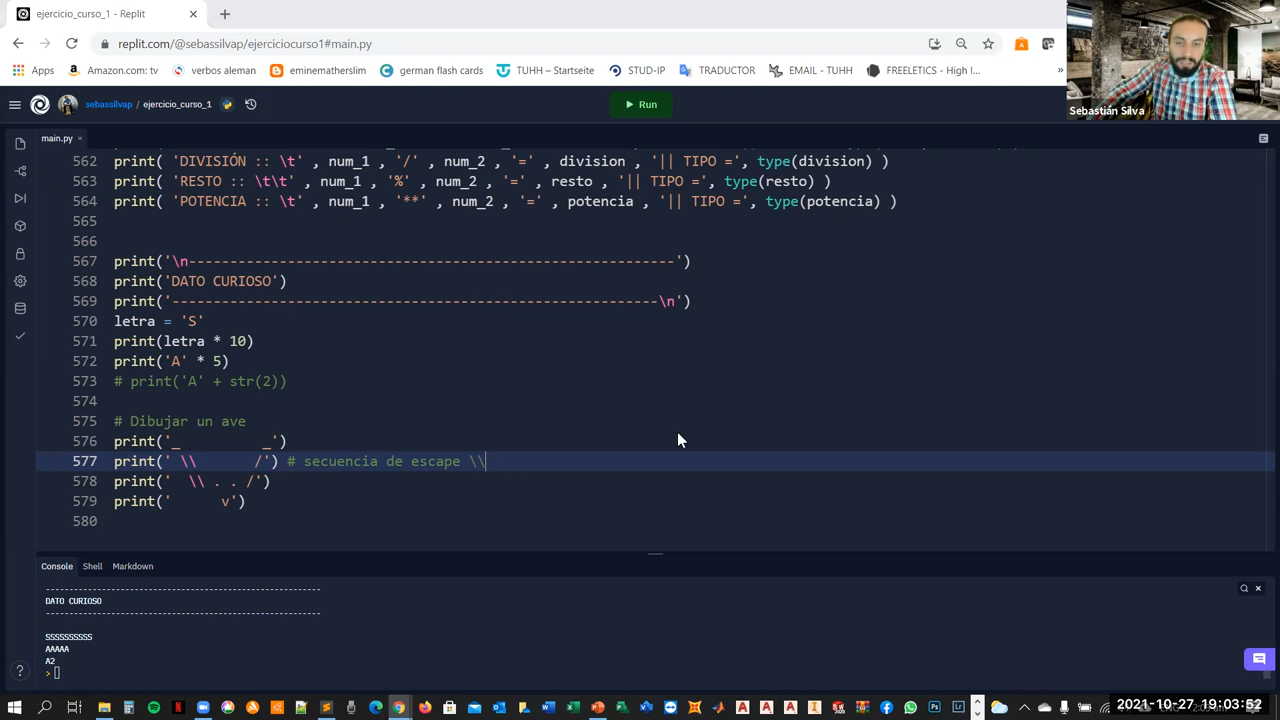 ejercicio_curso_1 - Replit
replit.com/@sebassilvap/ejerciciocurso1#main.py
Apps Amazon.com: tv verbos aleman eminemathersIim german flash cards TUHH – Startseite STUD-IP TRADUCTOR EMAIL - TUHH FREELETICS - High I... »
Sebastián Silva
sebassilvap / ejercicio_curso_1
Run
main.py
562 print( 'DIVISIÓN :: \t' , num_1 , '/' , num_2 , '=' , division , '|| TIPO =', type(division) )
563 print( 'RESTO :: \t\t' , num_1 , '%' , num_2 , '=' , resto , '|| TIPO =', type(resto) )
564 print( 'POTENCIA :: \t' , num_1 , '**' , num_2 , '=' , potencia , '|| TIPO =', type(potencia) )
565
566
567 print('\n-----------------------------------------------------------')
568 print('DATO CURIOSO')
569 print('-----------------------------------------------------------\n')
570 letra = 'S'
571 print(letra * 10)
572 print('A' * 5)
573 # print('A' + str(2))
574
575 # Dibujar un ave
576 print('_          _')
577 print(' \\       /') # secuencia de escape \\
578 print('  \\ . . /')
579 print('      v')
580
Console Shell Markdown
-----------------------------------------------------------
DATO CURIOSO
-----------------------------------------------------------
SSSSSSSSSS
AAAAA
A2
>
2021-10-27 19:03:52